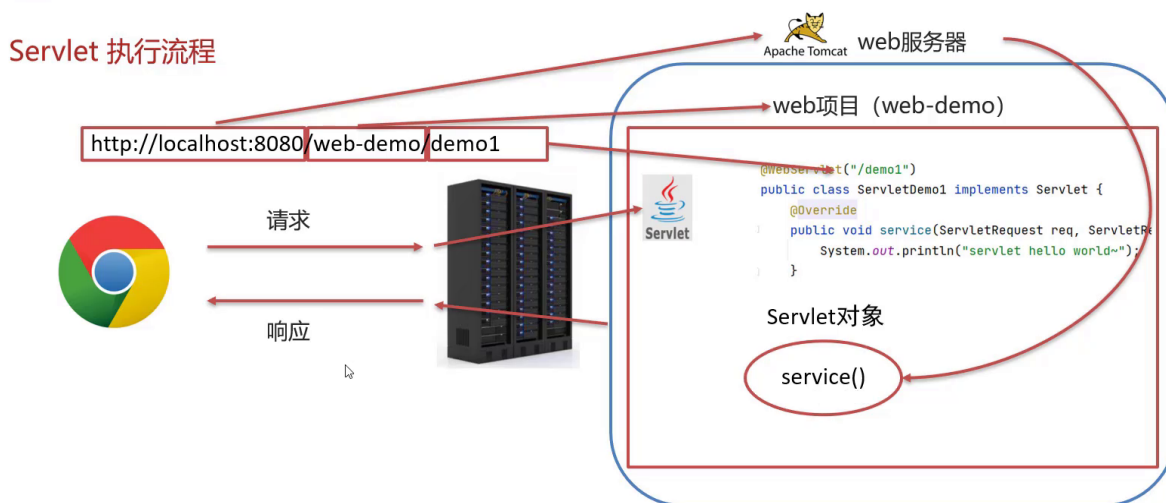 Servlet 执行流程
Apache Tomcat
web服务器
web项目（web-demo）
http://localhost:8080/web-demo/demo1
@WebServlet("/demo1")
public class ServletDemo1 implements Servlet {
@Override
public void service(ServletRequest req, ServletRe
System.out.println("servlet hello world~");
}
Servlet
请求
响应
Servlet对象
service()